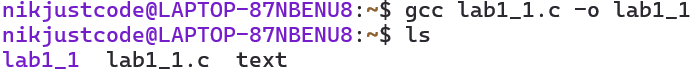 nikjustcode@LAPTOP-87NBENU8:~$ gcc lab1_1.c -o lab1_1
nikjustcode@LAPTOP-87NBENU8:~$ ls
lab1_1  lab1_1.c  text